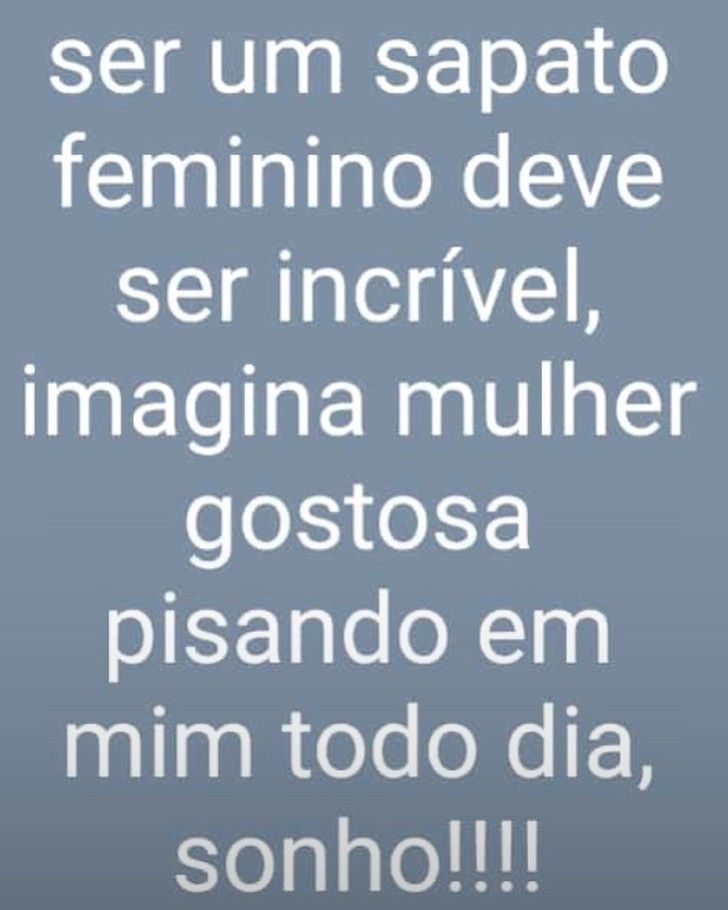 ser um sapato
feminino deve
ser incrível,
imagina mulher
gostosa
pisando em
mim todo dia,
sonho!!!!